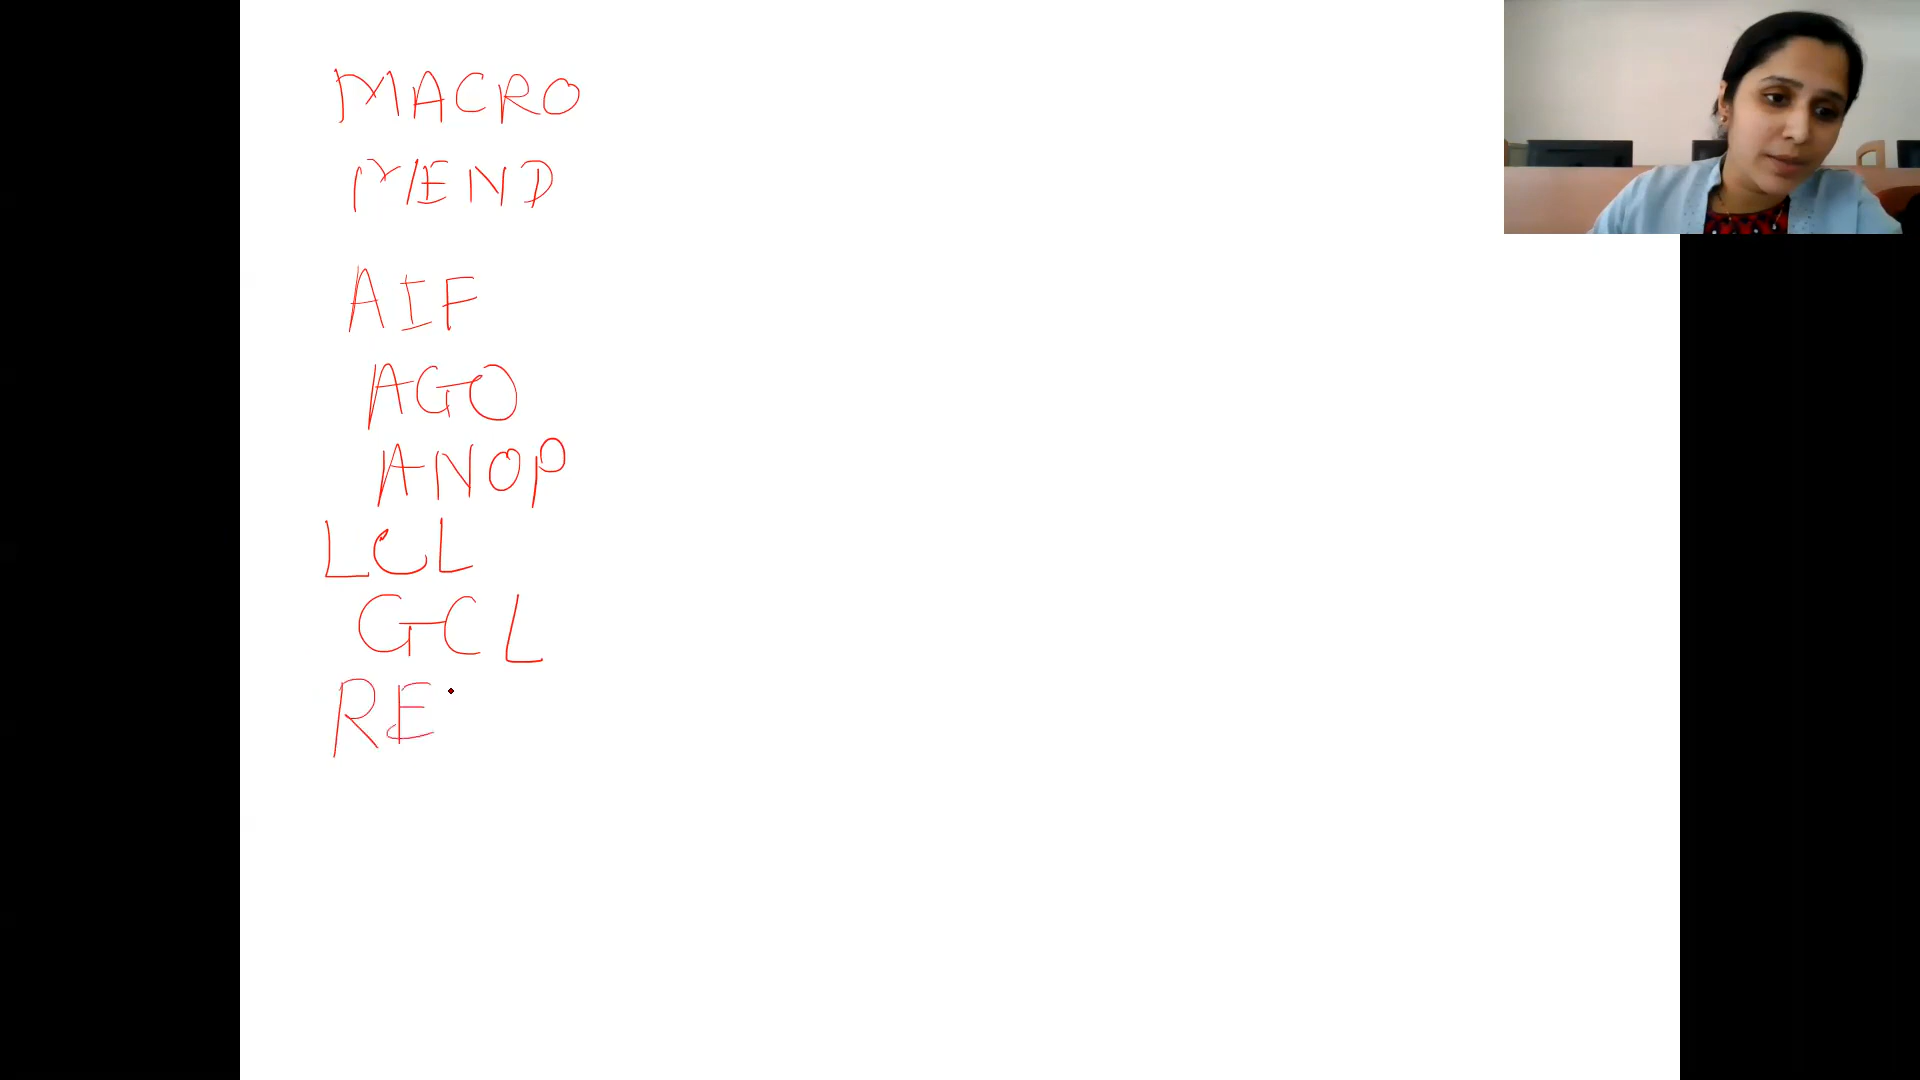 MACRO
MEND
AIF
AGO
ANOP
LCL
GCL
RE